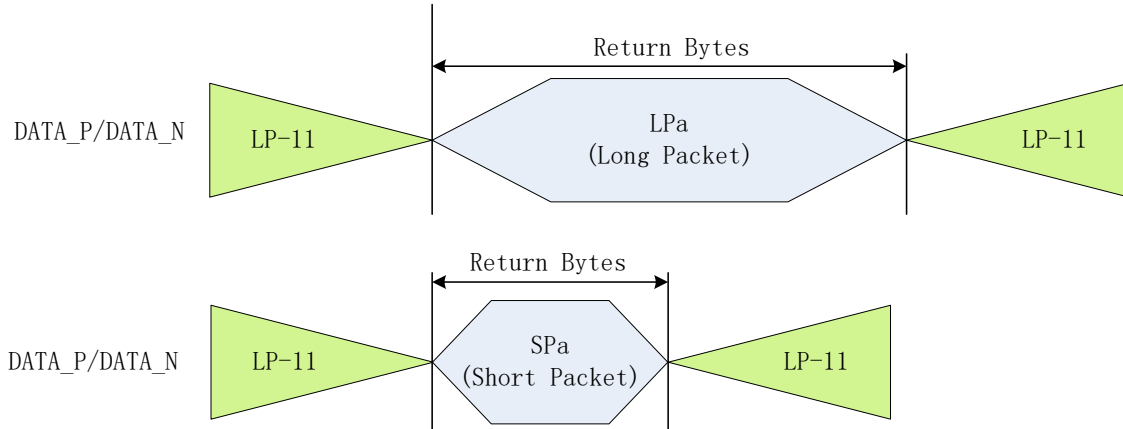 Return Bytes
DATA_P/DATA_N
LP-11
LPa
(Long Packet)
LP-11
Return Bytes
DATA_P/DATA_N
LP-11
SPa
(Short Packet)
LP-11